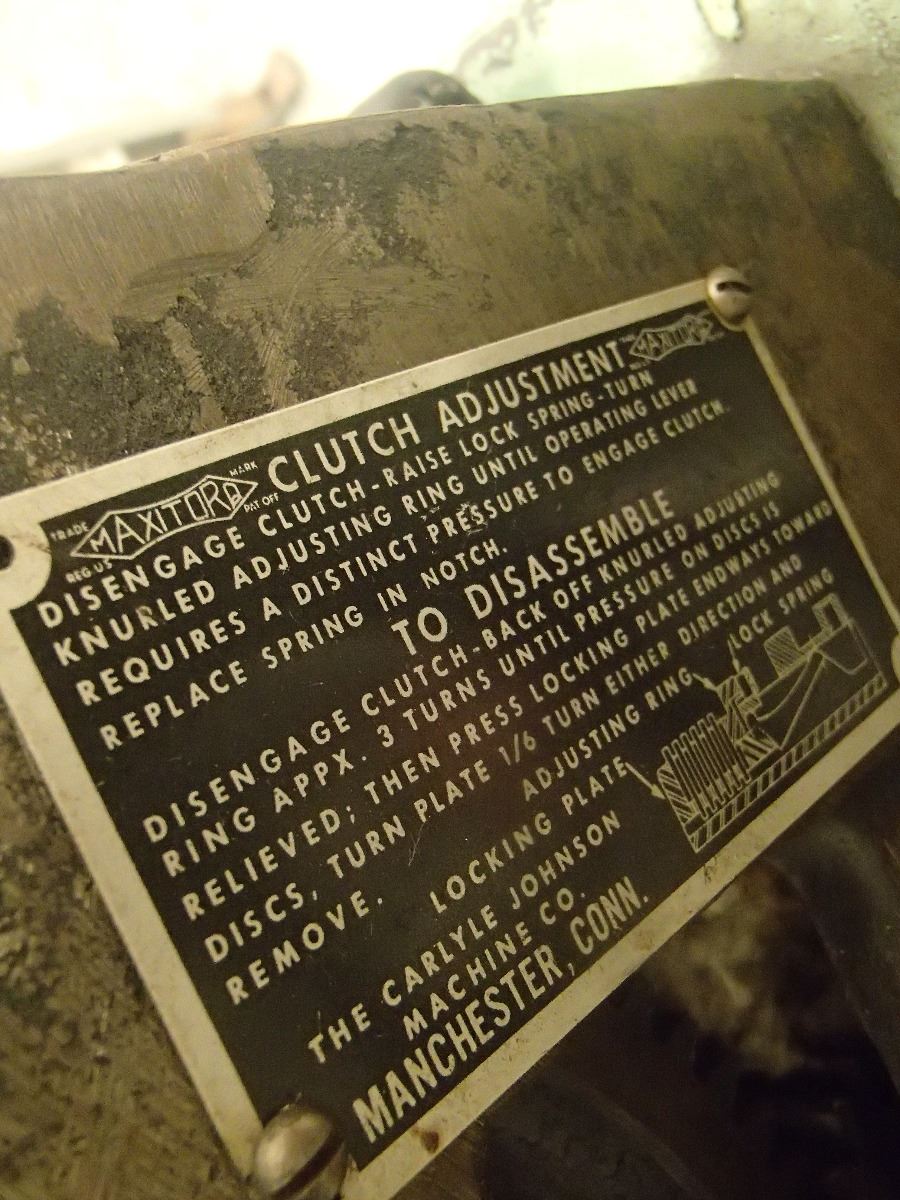 TRADE MARK
MAXITORQ
REG. U.S. PAT. OFF.
CLUTCH ADJUSTMENT
MAXITORQ
DISENGAGE CLUTCH-RAISE LOCK SPRING-TURN
KNURLED ADJUSTING RING UNTIL OPERATING LEVER
REQUIRES A DISTINCT PRESSURE TO ENGAGE CLUTCH.
REPLACE SPRING IN NOTCH.
TO DISASSEMBLE
DISENGAGE CLUTCH-BACK OFF KNURLED ADJUSTING
RING APPX. 3 TURNS UNTIL PRESSURE ON DISCS IS
RELIEVED; THEN PRESS LOCKING PLATE ENDWAYS TOWARD
DISCS, TURN PLATE 1/6 TURN EITHER DIRECTION AND
REMOVE.
LOCK SPRING
ADJUSTING RING
LOCKING PLATE
THE CARLYLE JOHNSON
MACHINE CO.
MANCHESTER, CONN.